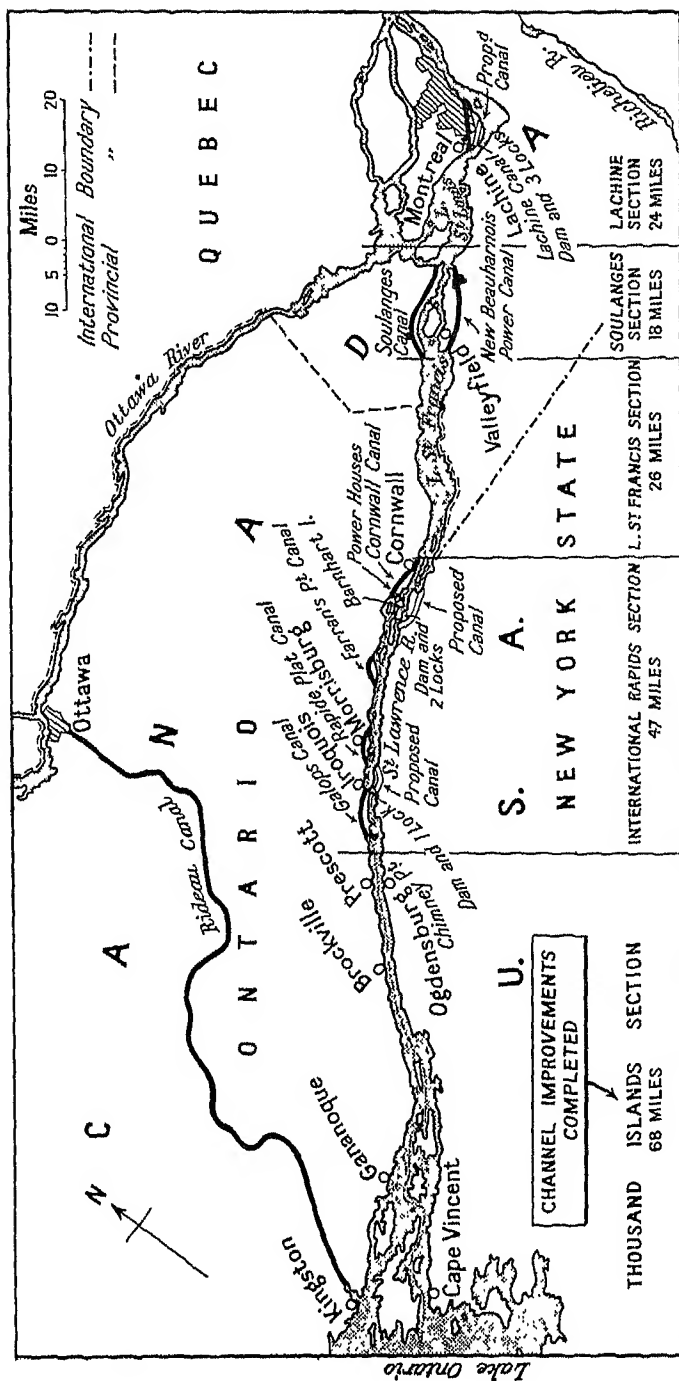 Miles
10 5 0 10 20
International Boundary
Provincial "
QUEBEC
CANADA
ONTARIO
U. S. A.
NEW YORK STATE
N
Ottawa River
Ottawa
Rideau Canal
Richelieu R.
Montreal
Prop'd
Canal
Lachine
Lachine Canal
Lachine
Dam and 3 Locks
L. St. Louis
Soulanges
Canal
New Beauharnois
Power Canal
Valleyfield
L. St. Francis
Cornwall
Cornwall Canal
Power Houses
Barnhart I.
Farran's Pt. Canal
Rapide Plat Canal
Morrisburg
Iroquois
Galops Canal
St. Lawrence R.
Dam and
2 Locks
Proposed
Canal
Proposed
Canal
Dam and 1 Lock
Prescott
Ogdensburg
Chimney Pt.
Brockville
Gananoque
Kingston
Cape Vincent
Lake Ontario
CHANNEL IMPROVEMENTS
COMPLETED
THOUSAND ISLANDS SECTION
68 MILES
INTERNATIONAL RAPIDS SECTION
47 MILES
L. ST FRANCIS SECTION
26 MILES
SOULANGES
SECTION
18 MILES
LACHINE
SECTION
24 MILES